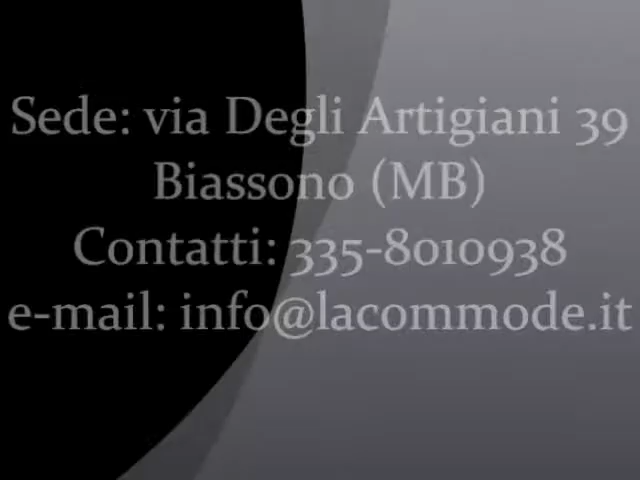 Sede: via Degli Artigiani 39
Biassono (MB)
Contatti: 335-8010938
e-mail: info@lacommode.it